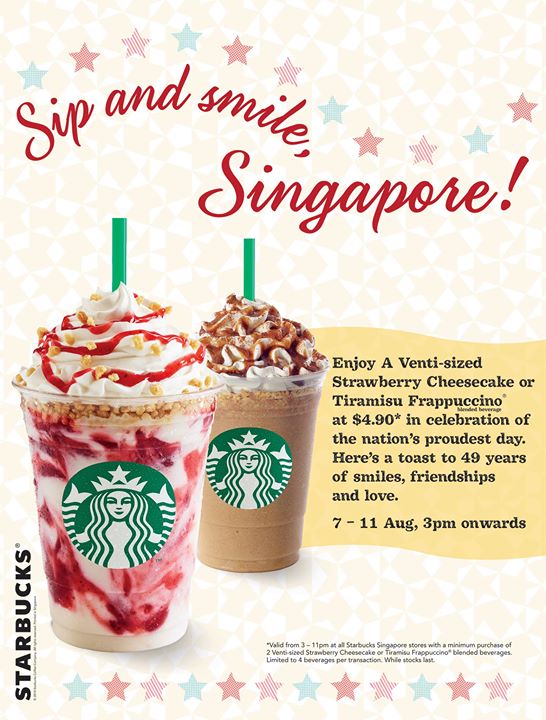 Sip and smile,
Singapore!
Enjoy A Venti-sized
Strawberry Cheesecake or
Tiramisu Frappuccino®
blended beverage
at $4.90* in celebration of
the nation's proudest day.
Here's a toast to 49 years
of smiles, friendships
and love.
7 – 11 Aug, 3pm onwards
STARBUCKS®
*Valid from 3 – 11pm at all Starbucks Singapore stores with a minimum purchase of
2 Venti-sized Strawberry Cheesecake or Tiramisu Frappuccino® blended beverages.
Limited to 4 beverages per transaction. While stocks last.